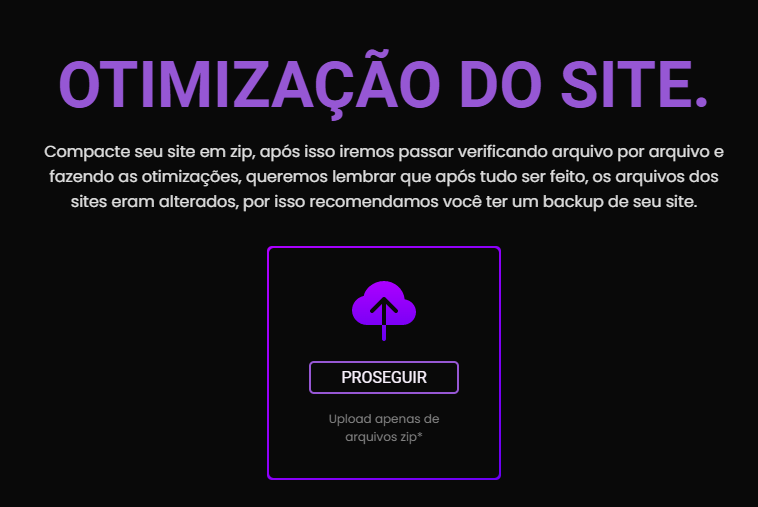 OTIMIZAÇÃO DO SITE.
Compacte seu site em zip, após isso iremos passar verificando arquivo por arquivo e
fazendo as otimizações, queremos lembrar que após tudo ser feito, os arquivos dos
sites eram alterados, por isso recomendamos você ter um backup de seu site.
PROSEGUIR
Upload apenas de
arquivos zip*